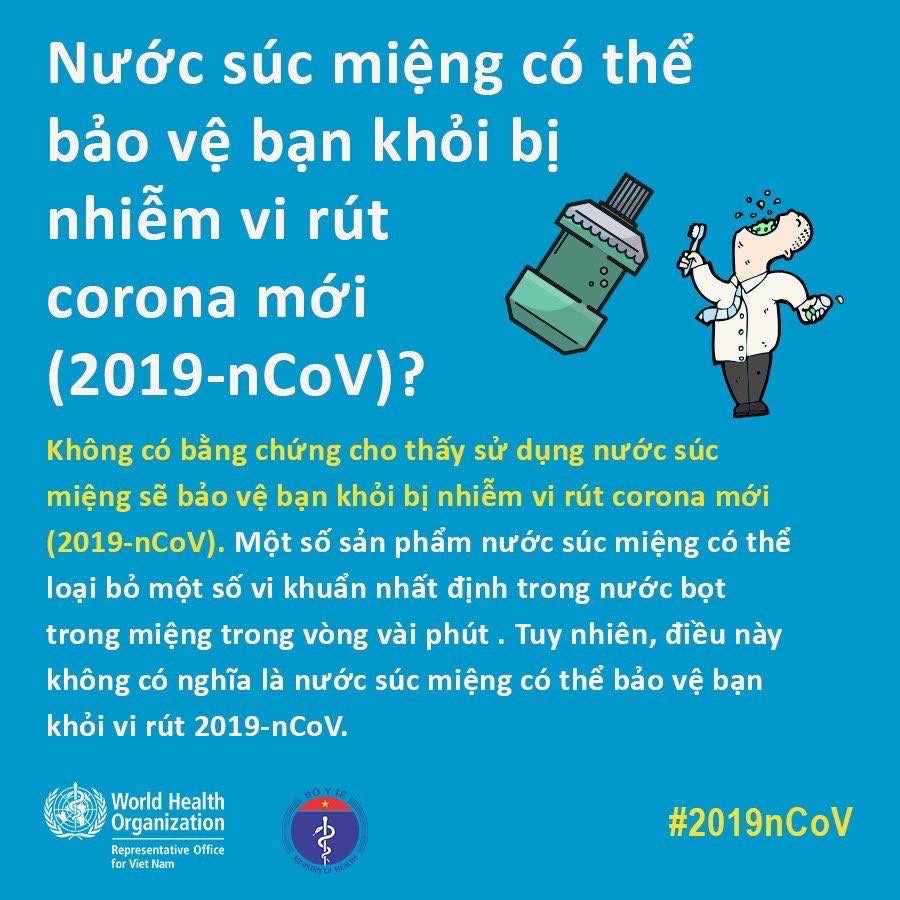 Nước súc miệng có thể
bảo vệ bạn khỏi bị
nhiễm vi rút
corona mới
(2019-nCoV)?
Không có bằng chứng cho thấy sử dụng nước súc
miệng sẽ bảo vệ bạn khỏi bị nhiễm vi rút corona mới
(2019-nCoV). Một số sản phẩm nước súc miệng có thể
loại bỏ một số vi khuẩn nhất định trong nước bọt
trong miệng trong vòng vài phút . Tuy nhiên, điều này
không có nghĩa là nước súc miệng có thể bảo vệ bạn
khỏi vi rút 2019-nCoV.
World Health
Organization
Representative Office
for Viet Nam
BỘ Y TẾ
MINISTRY OF HEALTH
#2019nCoV